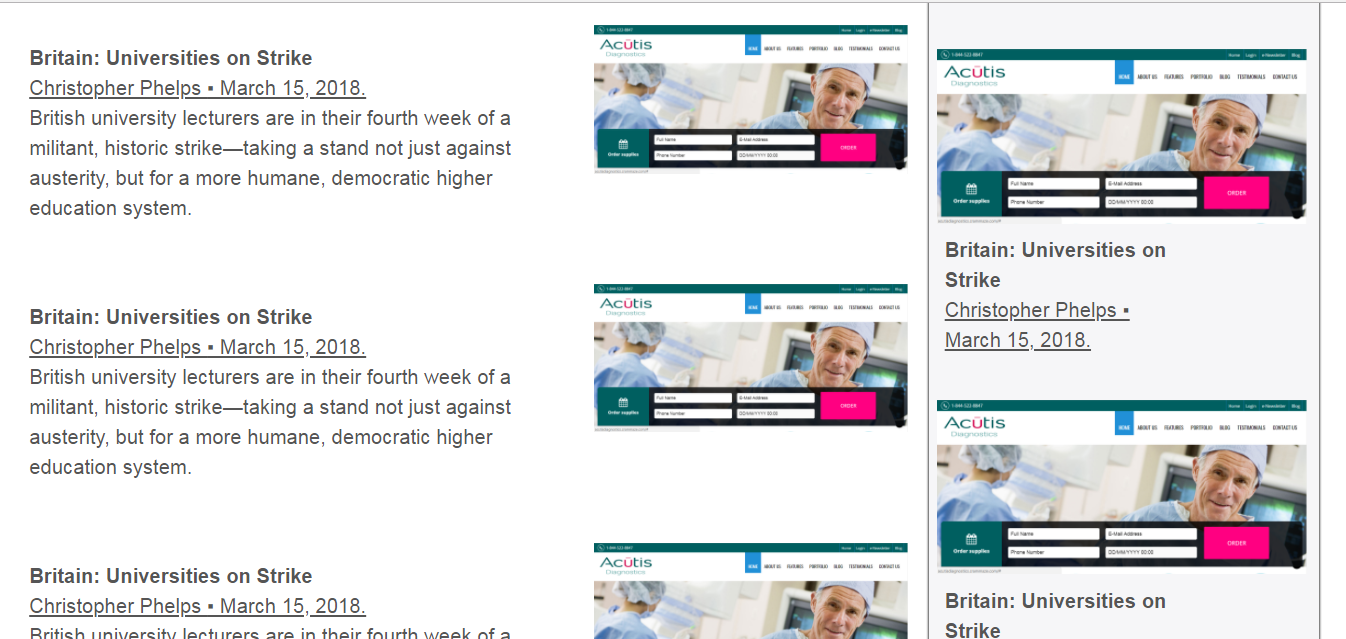 Britain: Universities on Strike
Christopher Phelps ▪ March 15, 2018.
British university lecturers are in their fourth week of a
militant, historic strike—taking a stand not just against
austerity, but for a more humane, democratic higher
education system.
1-844-522-8847
Home Login e-Newsletter Blog
Acūtis
Diagnostics
HOME ABOUT US FEATURES PORTFOLIO BLOG TESTIMONIALS CONTACT US
Order supplies
Full Name
E-Mail Address
Phone Number
DD/MM/YYYY 00:00
ORDER
Britain: Universities on Strike
Christopher Phelps ▪ March 15, 2018.
British university lecturers are in their fourth week of a
militant, historic strike—taking a stand not just against
austerity, but for a more humane, democratic higher
education system.
1-844-522-8847
Home Login e-Newsletter Blog
Acūtis
Diagnostics
HOME ABOUT US FEATURES PORTFOLIO BLOG TESTIMONIALS CONTACT US
Order supplies
Full Name
E-Mail Address
Phone Number
DD/MM/YYYY 00:00
ORDER
Britain: Universities on Strike
Christopher Phelps ▪ March 15, 2018.
British university lecturers are in their fourth week of a
1-844-522-8847
Home Login e-Newsletter Blog
Acūtis
Diagnostics
HOME ABOUT US FEATURES PORTFOLIO BLOG TESTIMONIALS CONTACT US
1-844-522-8847
Home Login e-Newsletter Blog
Acūtis
Diagnostics
HOME ABOUT US FEATURES PORTFOLIO BLOG TESTIMONIALS CONTACT US
Order supplies
Full Name
E-Mail Address
Phone Number
DD/MM/YYYY 00:00
ORDER
Britain: Universities on
Strike
Christopher Phelps ▪
March 15, 2018.
1-844-522-8847
Home Login e-Newsletter Blog
Acūtis
Diagnostics
HOME ABOUT US FEATURES PORTFOLIO BLOG TESTIMONIALS CONTACT US
Order supplies
Full Name
E-Mail Address
Phone Number
DD/MM/YYYY 00:00
ORDER
Britain: Universities on
Strike